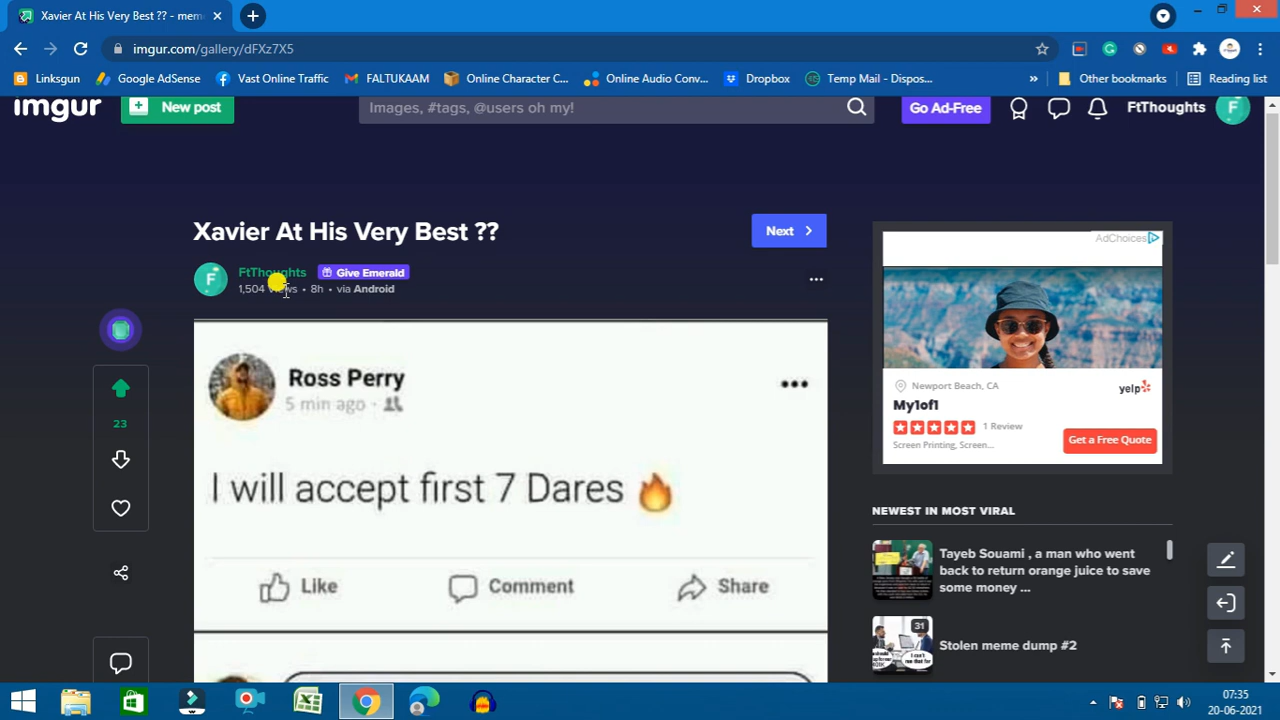 Xavier At His Very Best ?? - mem
imgur.com/gallery/dFXz7X5
Linksgun Google AdSense Vast Online Traffic FALTUKAAM Online Character C... Online Audio Conv... Dropbox Temp Mail - Dispos... » Other bookmarks Reading list
imgur New post Images, #tags, @users oh my! Go Ad-Free FtThoughts F
Xavier At His Very Best ??
Next
F FtThoughts Give Emerald
1,504 views • 8h • via Android
AdChoices
Ross Perry
5 min ago
I will accept first 7 Dares 🔥
Like Comment Share
23
Newport Beach, CA
yelp
My1of1
1 Review
Screen Printing, Screen...
Get a Free Quote
NEWEST IN MOST VIRAL
Tayeb Souami , a man who went
back to return orange juice to save
some money ...
31
Stolen meme dump #2
07:35
20-06-2021